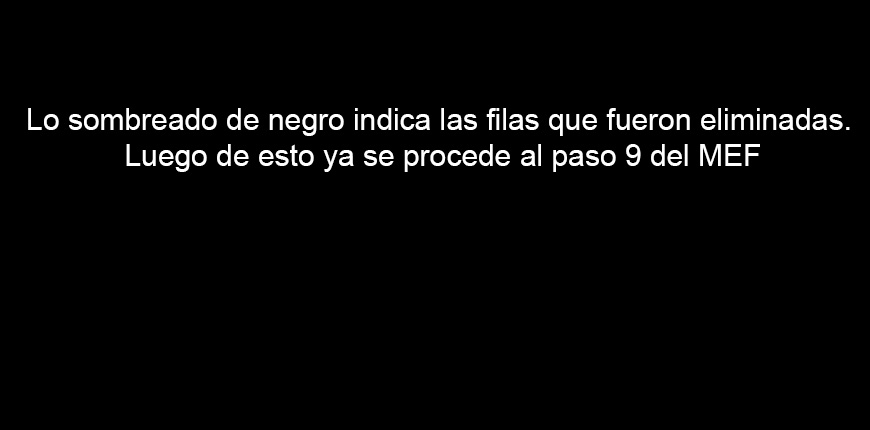 Lo sombreado de negro indica las filas que fueron eliminadas.
Luego de esto ya se procede al paso 9 del MEF